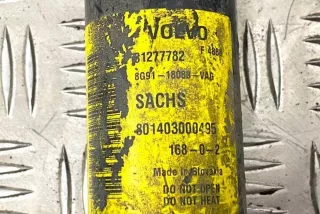 VOLVO
31277782 F 4880
8G91-18080-VAG
SACHS
801403000495
168-0-2
Made in Slovakia
DO NOT OPEN
DO NOT HEAT